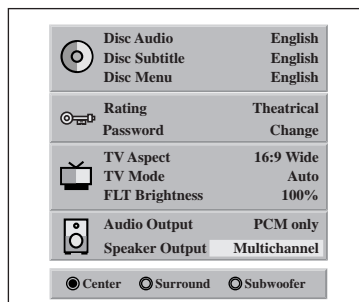 Disc Audio English
Disc Subtitle English
Disc Menu English
Rating Theatrical
Password Change
TV Aspect 16:9 Wide
TV Mode Auto
FLT Brightness 100%
Audio Output PCM only
Speaker Output Multichannel
Center Surround Subwoofer